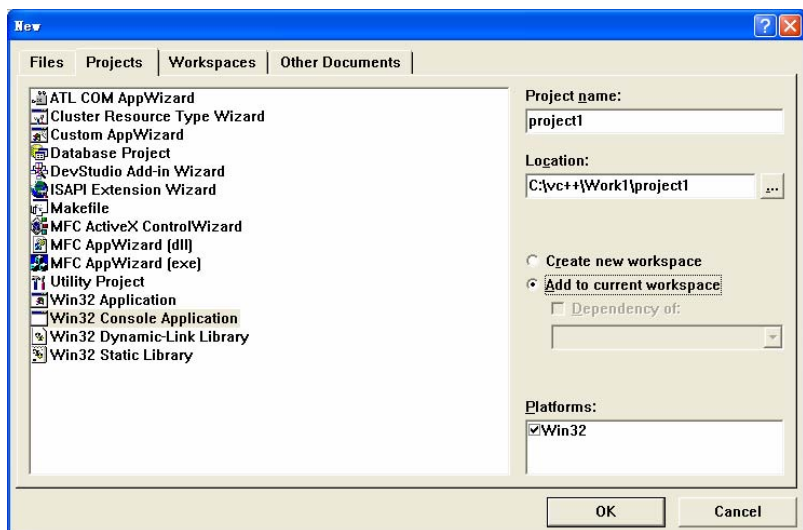 New
Files Projects Workspaces Other Documents
ATL COM AppWizard
Cluster Resource Type Wizard
Custom AppWizard
Database Project
DevStudio Add-in Wizard
ISAPI Extension Wizard
Makefile
MFC ActiveX ControlWizard
MFC AppWizard (dll)
MFC AppWizard (exe)
Utility Project
Win32 Application
Win32 Console Application
Win32 Dynamic-Link Library
Win32 Static Library
Project name:
project1
Location:
C:\vc++\Work1\project1
...
Create new workspace
Add to current workspace
Dependency of:
Platforms:
Win32
OK Cancel